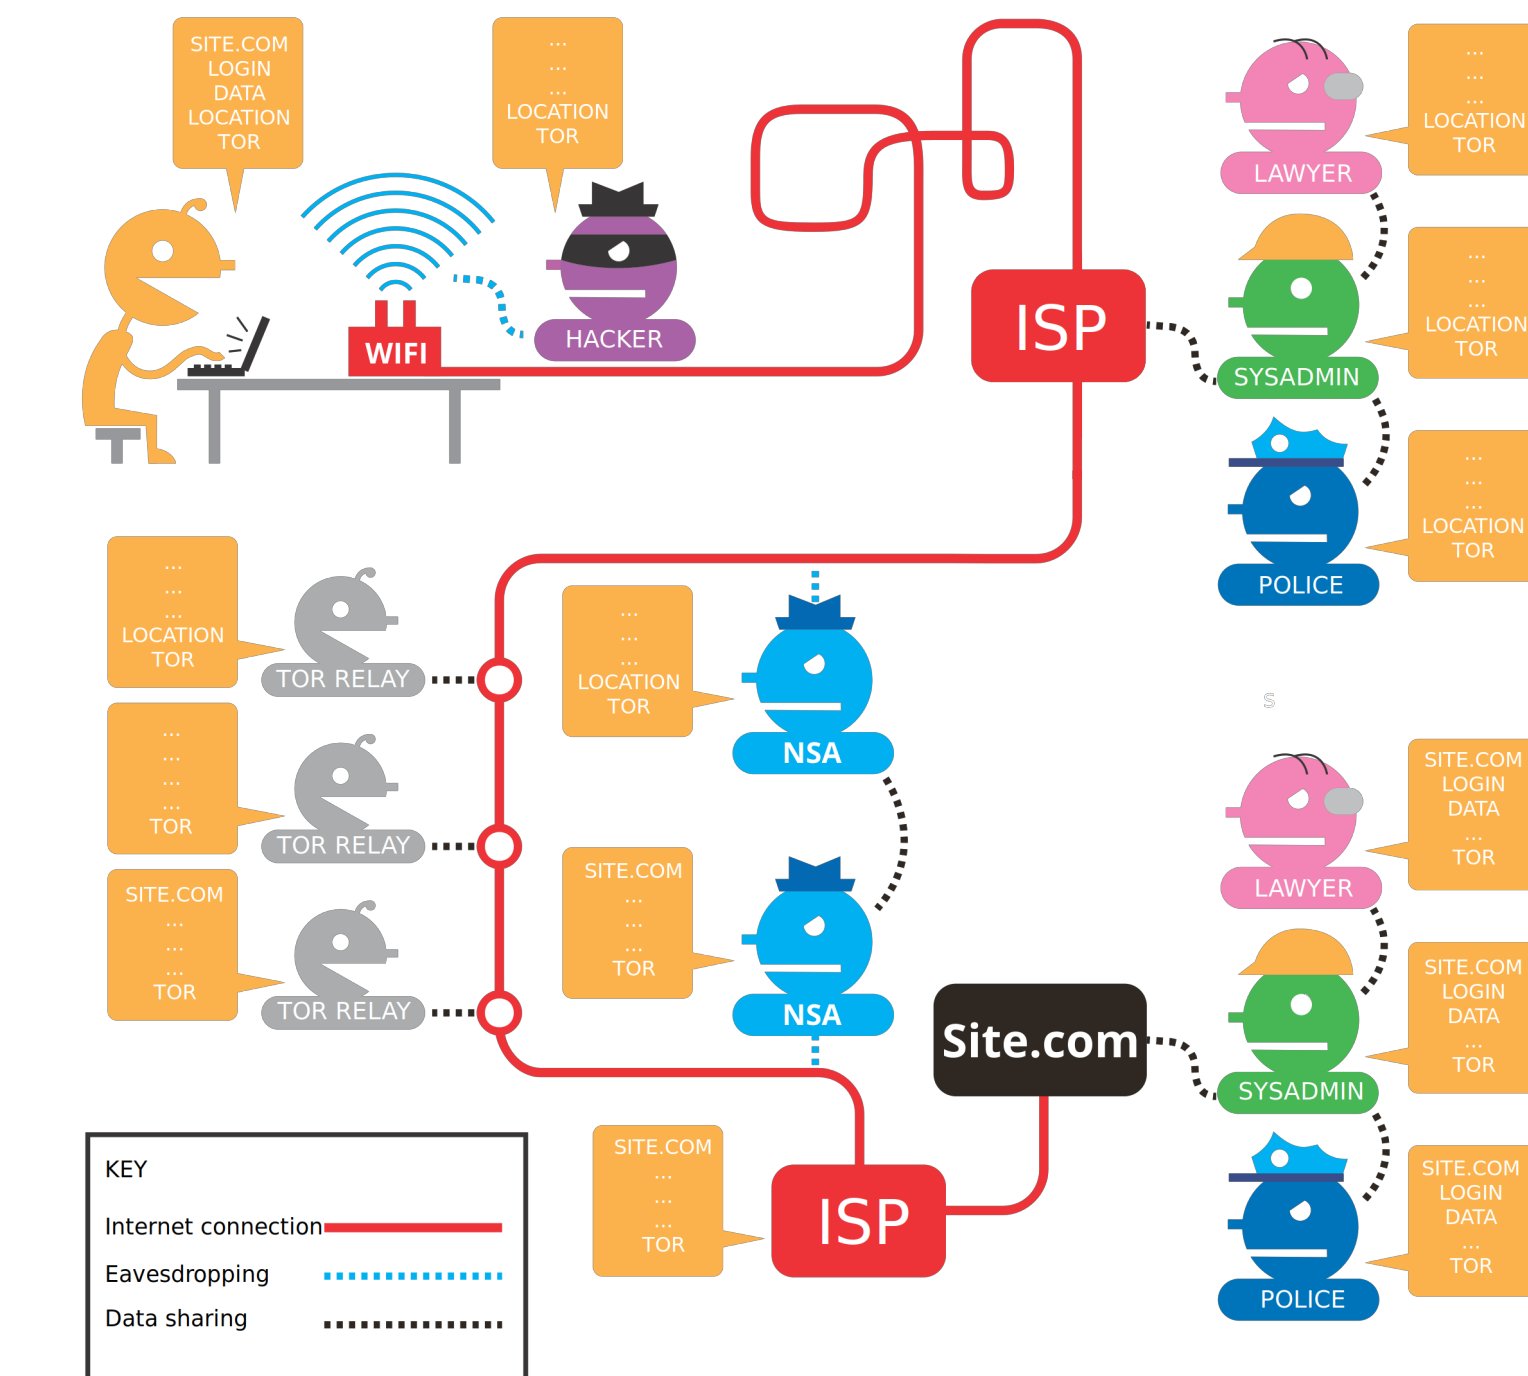 SITE.COM
LOGIN
DATA
LOCATION
TOR
...
...
...
LOCATION
TOR
WIFI
HACKER
ISP
...
...
...
LOCATION
TOR
LAWYER
...
...
...
LOCATION
TOR
SYSADMIN
...
...
...
LOCATION
TOR
POLICE
...
...
...
LOCATION
TOR
TOR RELAY
...
...
...
...
TOR
TOR RELAY
SITE.COM
...
...
...
TOR
TOR RELAY
...
...
...
LOCATION
TOR
NSA
SITE.COM
...
...
...
TOR
NSA
S
SITE.COM
LOGIN
DATA
...
TOR
LAWYER
Site.com
SITE.COM
LOGIN
DATA
...
TOR
SYSADMIN
SITE.COM
LOGIN
DATA
...
TOR
POLICE
SITE.COM
...
...
...
TOR
ISP
KEY
Internet connection
Eavesdropping
Data sharing